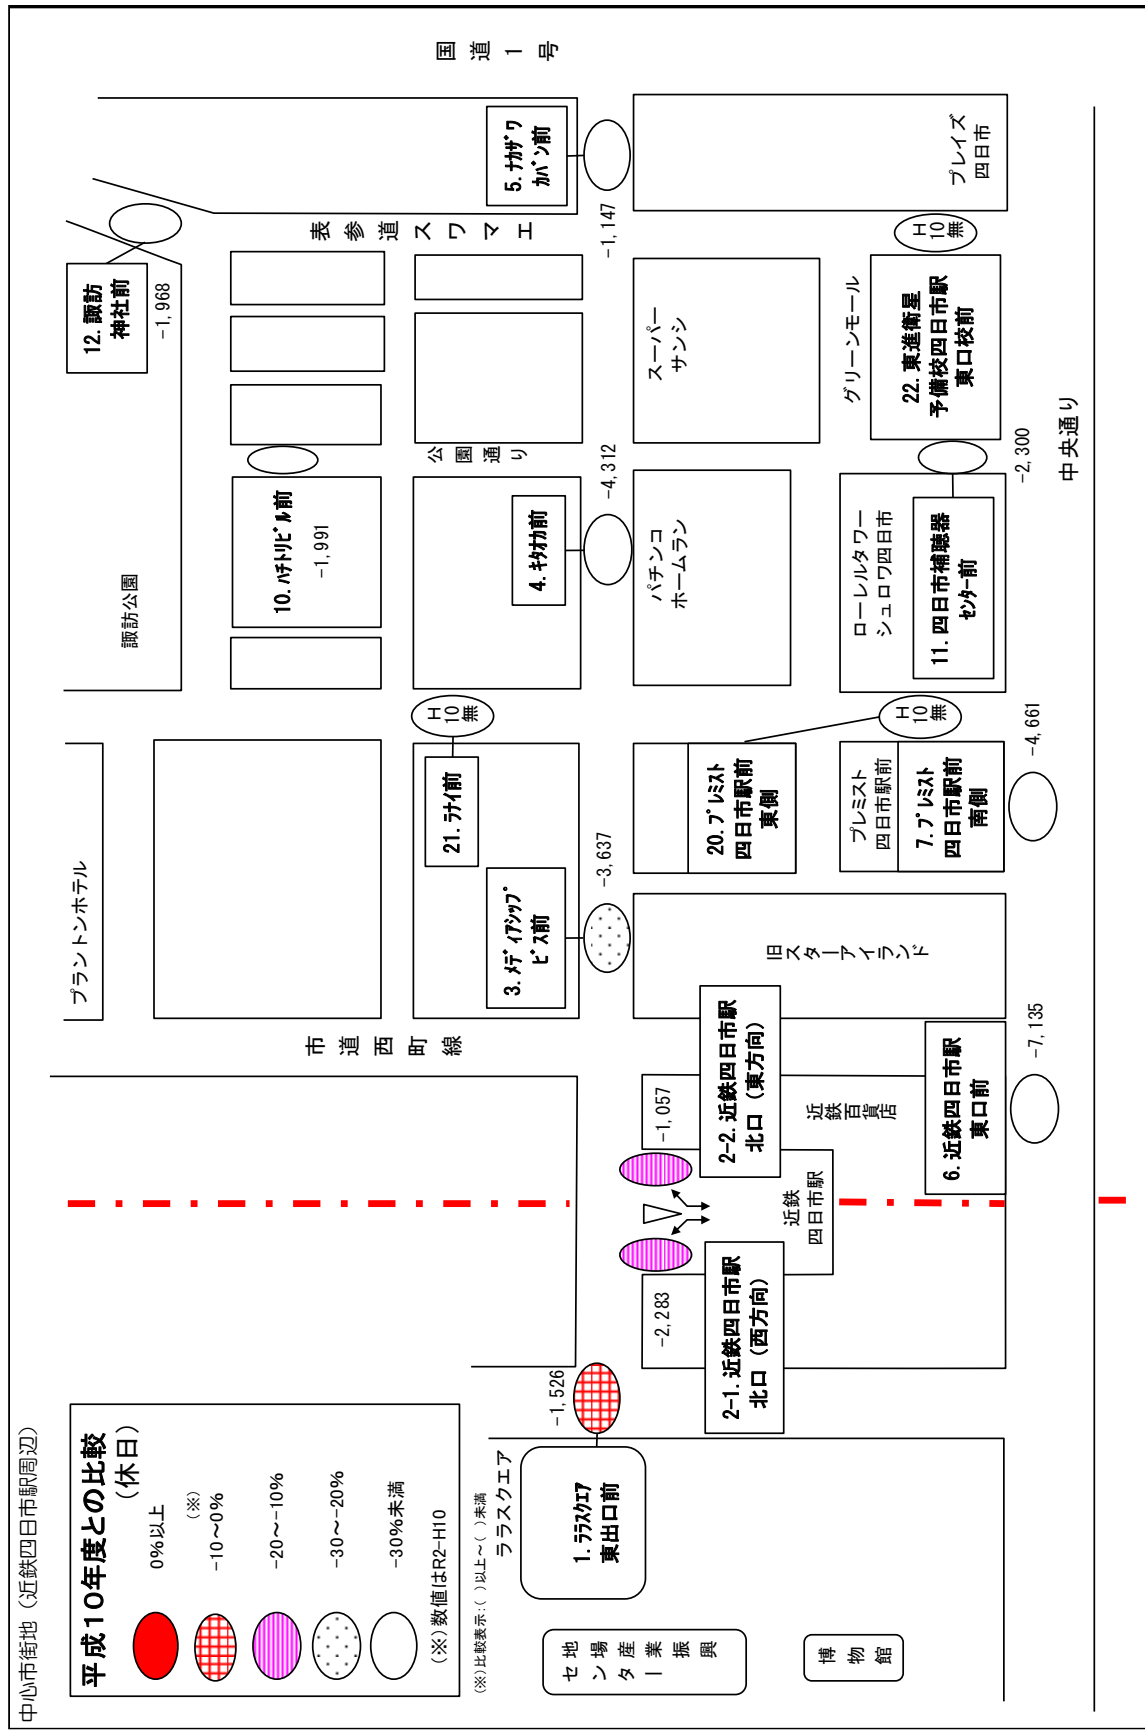 中心市街地（近鉄四日市駅周辺）
平成１０年度との比較
（休日）
0%以上
（※）
-10～0%
-20～-10%
-30～-20%
-30%未満
（※）数値はR2-H10
（※）比較表示：（　）以上～（　）未満
国道１号
表参道スワマエ
公園通り
市道西町線
中央通り
グリーンモール
諏訪公園
プラントンホテル
12. 諏訪
神社前
-1,968
5. ﾅｶｻﾞﾜ
ｶﾊﾞﾝ前
-1,147
10. ﾊﾁﾄﾘﾋﾞﾙ前
-1,991
4. ｷﾀｵｶ前
-4,312
21. ﾗﾅｲ前
H
10
無
3. ﾒﾃﾞｨｱｼｯﾌﾟ
ﾋﾞｽ前
-3,637
プレイズ
四日市
スーパー
サンシ
22. 東進衛星
予備校四日市駅
東口校前
H
10
無
パチンコ
ホームラン
ローレルタワー
シュロワ四日市
11. 四日市補聴器
ｾﾝﾀｰ前
-2,300
20. ﾌﾟﾚﾐｽﾄ
四日市駅前
東側
H
10
無
プレミスト
四日市駅前
7. ﾌﾟﾚﾐｽﾄ
四日市駅前
南側
-4,661
旧スターアイランド
2-2. 近鉄四日市駅
北口（東方向）
-1,057
近鉄
百貨店
6. 近鉄四日市駅
東口前
-7,135
近鉄
四日市駅
2-1. 近鉄四日市駅
北口（西方向）
-2,283
-1,526
ララスクエア
1. ﾗﾗｽｸｴｱ
東出口前
地場産業振興
センター
博物館